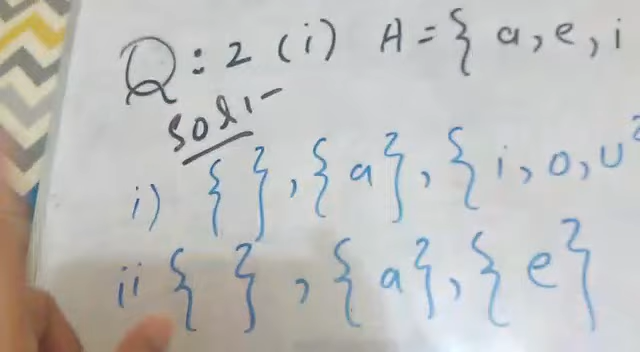 Q:2 (i) A={ a, e, i
Sol:-
i) { }, {a}, {i, o, u}
ii { }, {a}, {e}